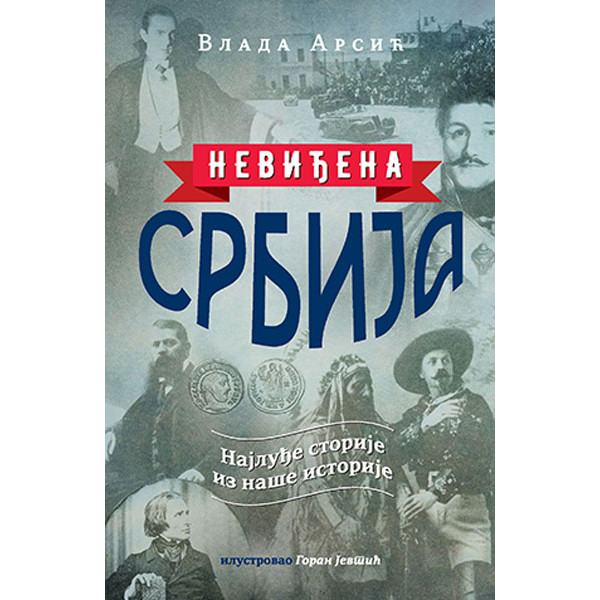 Влада Арсић
НЕВИЂЕНА
СРБИЈА
Најлуђе сторије
из наше историје
илустровао Горан Јевтић